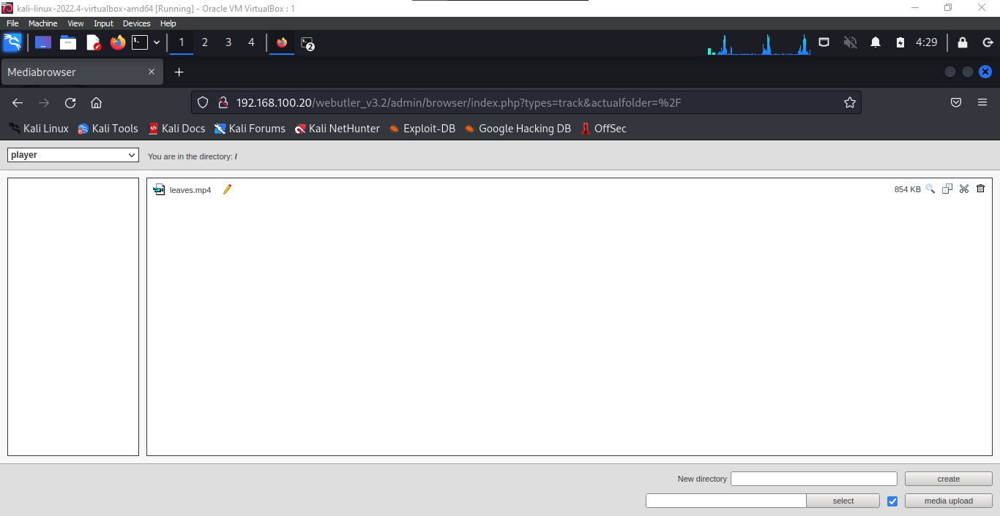 kali-linux-2022.4-virtualbox-amd64 [Running] - Oracle VM VirtualBox : 1
File Machine View Input Devices Help
1 2 3 4 2 4:29
Mediabrowser
192.168.100.20/webutler_v3.2/admin/browser/index.php?types=track&actualfolder=%2F
Kali Linux Kali Tools Kali Docs Kali Forums Kali NetHunter Exploit-DB Google Hacking DB OffSec
player You are in the directory: /
leaves.mp4 854 KB
New directory create
select media upload